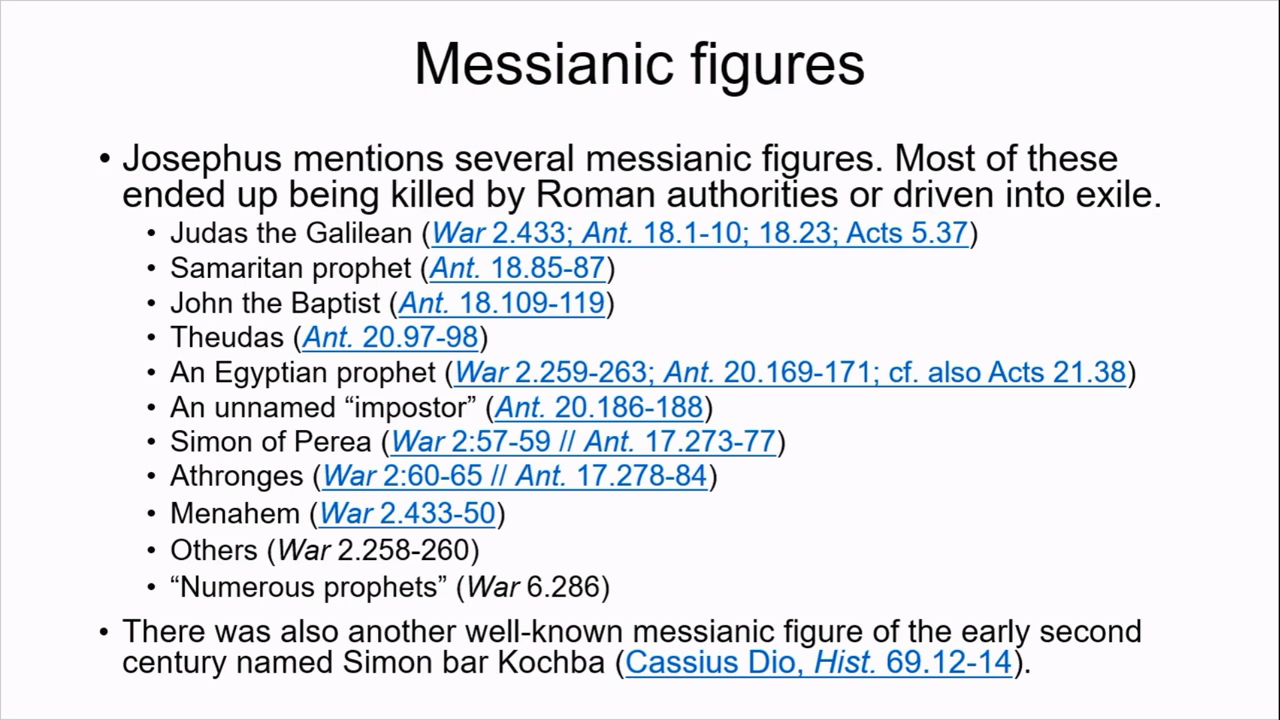 Messianic figures
• Josephus mentions several messianic figures. Most of these
ended up being killed by Roman authorities or driven into exile.
• Judas the Galilean (War 2.433; Ant. 18.1-10; 18.23; Acts 5.37)
• Samaritan prophet (Ant. 18.85-87)
• John the Baptist (Ant. 18.109-119)
• Theudas (Ant. 20.97-98)
• An Egyptian prophet (War 2.259-263; Ant. 20.169-171; cf. also Acts 21.38)
• An unnamed “impostor” (Ant. 20.186-188)
• Simon of Perea (War 2:57-59 // Ant. 17.273-77)
• Athronges (War 2:60-65 // Ant. 17.278-84)
• Menahem (War 2.433-50)
• Others (War 2.258-260)
• “Numerous prophets” (War 6.286)
• There was also another well-known messianic figure of the early second
century named Simon bar Kochba (Cassius Dio, Hist. 69.12-14).